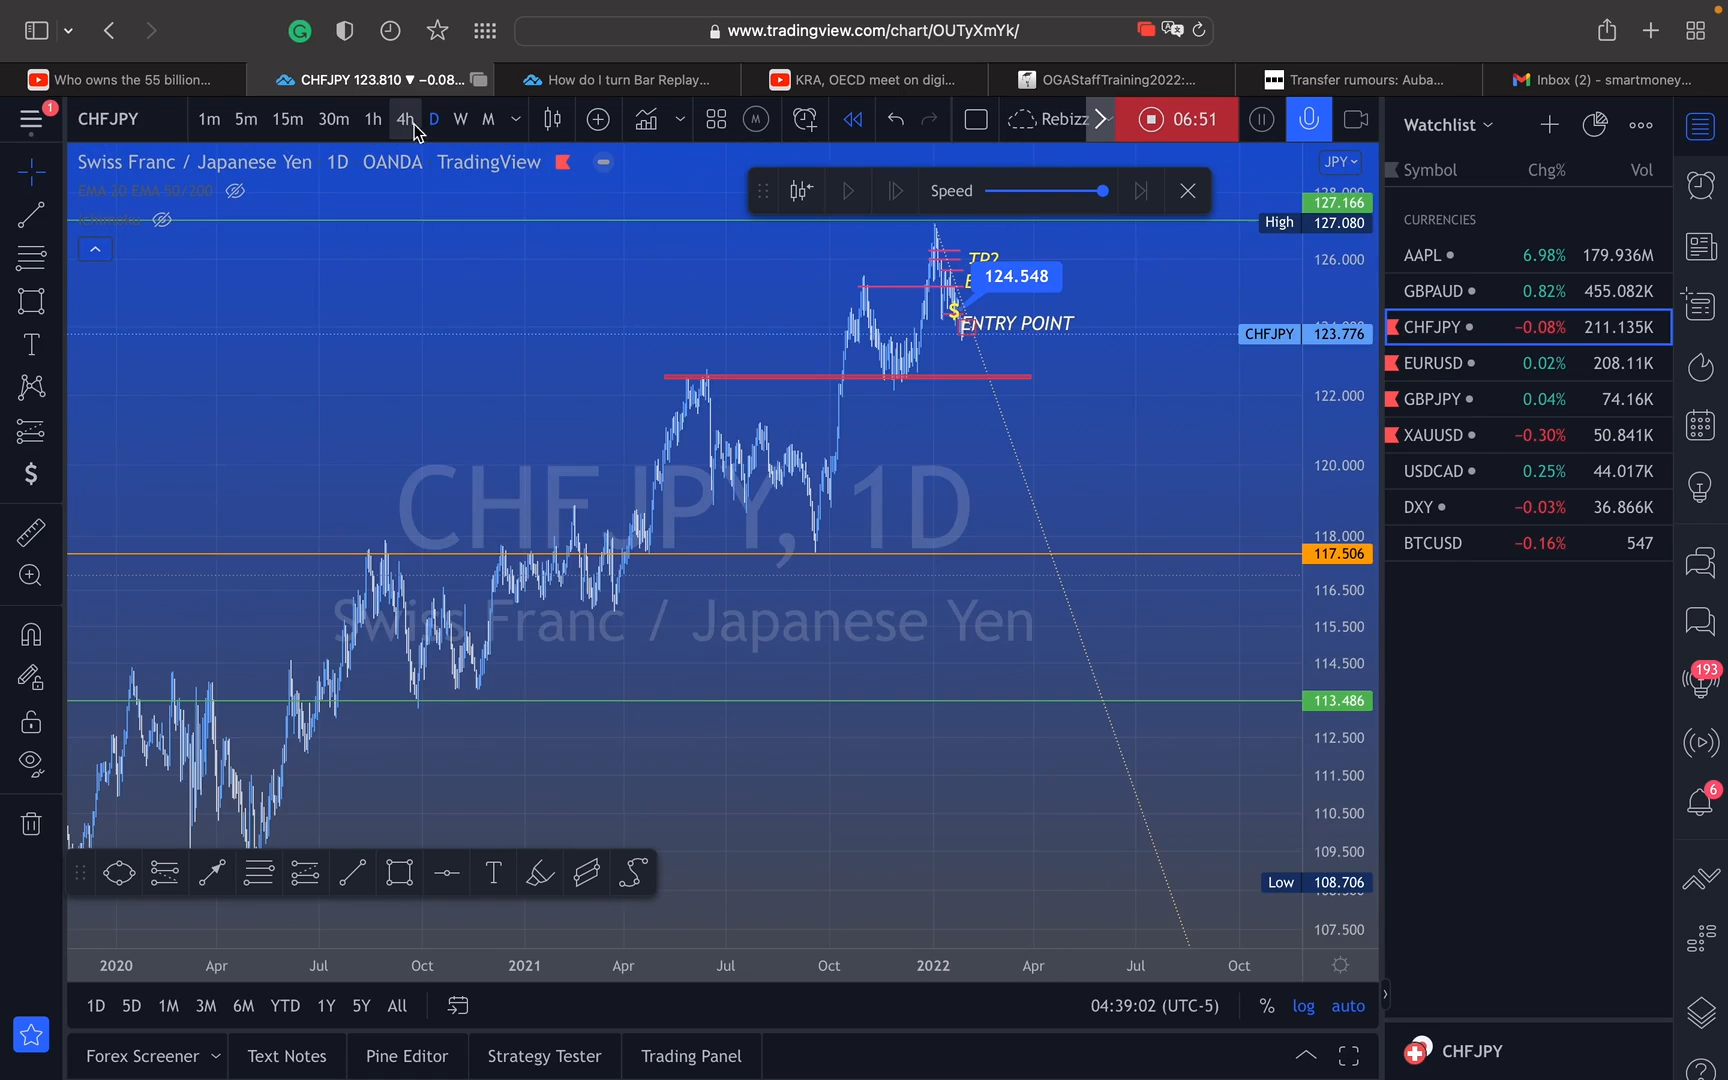 www.tradingview.com/chart/OUTyXmYk/
Who owns the 55 billion...
CHFJPY 123.810 ▼ −0.08...
How do I turn Bar Replay...
KRA, OECD meet on digi...
OGAStaffTraining2022:...
Transfer rumours: Auba...
Inbox (2) - smartmoney...
1
CHFJPY
1m 5m 15m 30m 1h 4h D W M
M
Rebizz
06:51
Watchlist
Swiss Franc / Japanese Yen 1D OANDA TradingView
JPY
Speed
Symbol Chg% Vol
EMA 20 EMA 50/200
128.000
127.166
High 127.080
CURRENCIES
AAPL 6.98% 179.936M
126.000
TP2
124.548
GBPAUD 0.82% 455.082K
$
ENTRY POINT
CHFJPY 123.776
CHFJPY −0.08% 211.135K
EURUSD 0.02% 208.11K
122.000
GBPJPY 0.04% 74.16K
XAUUSD −0.30% 50.841K
120.000
USDCAD 0.25% 44.017K
CHFJPY, 1D
DXY −0.03% 36.866K
118.000
117.506
BTCUSD −0.16% 547
116.500
Swiss Franc / Japanese Yen
115.500
114.500
193
113.486
112.500
111.500
110.500
6
109.500
Low 108.706
107.500
2020 Apr Jul Oct 2021 Apr Jul Oct 2022 Apr Jul Oct
1D 5D 1M 3M 6M YTD 1Y 5Y All
04:39:02 (UTC-5) % log auto
Forex Screener Text Notes Pine Editor Strategy Tester Trading Panel
CHFJPY